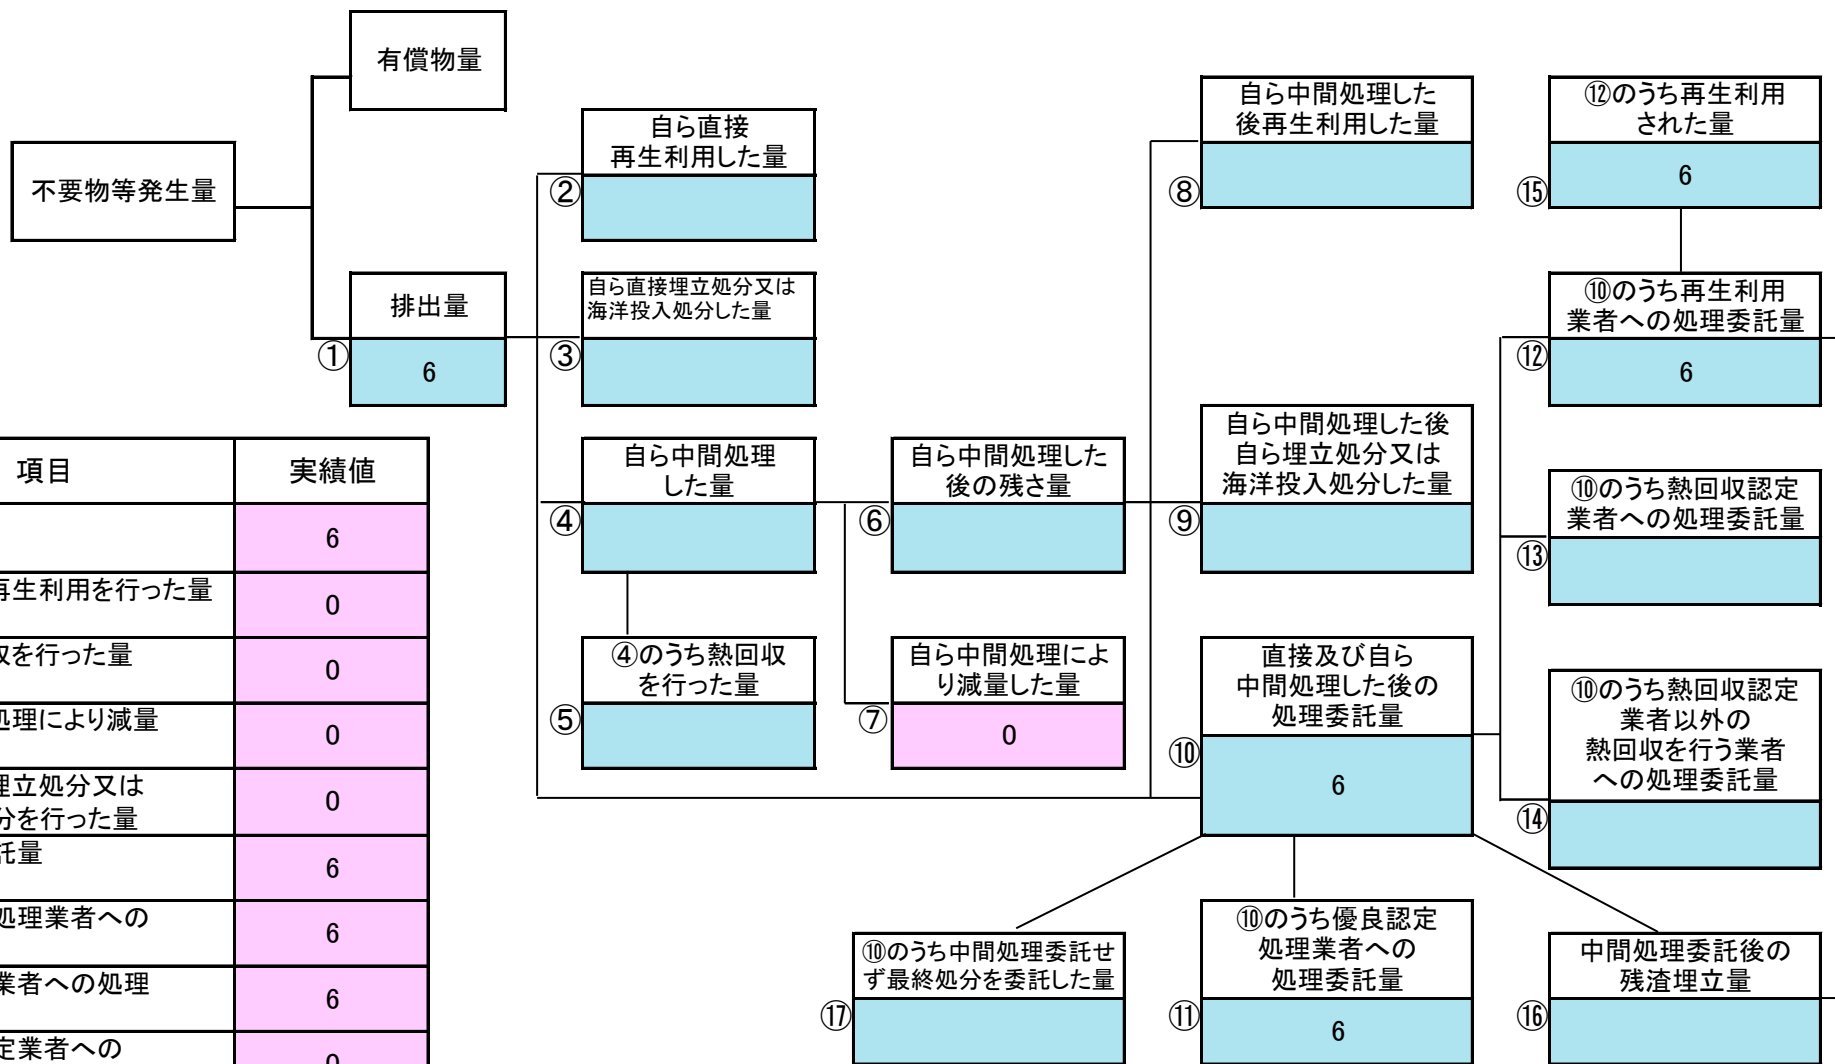 有償物量
不要物等発生量
排出量
①
6
自ら直接
再生利用した量
②
自ら直接埋立処分又は
海洋投入処分した量
③
自ら中間処理
した量
④
④のうち熱回収
を行った量
⑤
自ら中間処理した
後の残さ量
⑥
自ら中間処理によ
り減量した量
⑦
0
自ら中間処理した
後再生利用した量
⑧
自ら中間処理した後
自ら埋立処分又は
海洋投入処分した量
⑨
直接及び自ら
中間処理した後の
処理委託量
⑩
6
⑩のうち優良認定
処理業者への
処理委託量
⑪
6
⑫のうち再生利用
された量
⑮
6
⑩のうち再生利用
業者への処理委託量
⑫
6
⑩のうち熱回収認定
業者への処理委託量
⑬
⑩のうち熱回収認定
業者以外の
熱回収を行う業者
への処理委託量
⑭
⑩のうち中間処理委託せ
ず最終処分を委託した量
⑰
中間処理委託後の
残渣埋立量
⑯
項目
実績値
6
再生利用を行った量
0
を行った量
0
処理により減量
0
埋立処分又は
分を行った量
0
託量
6
処理業者への
6
業者への処理
6
定業者への
0